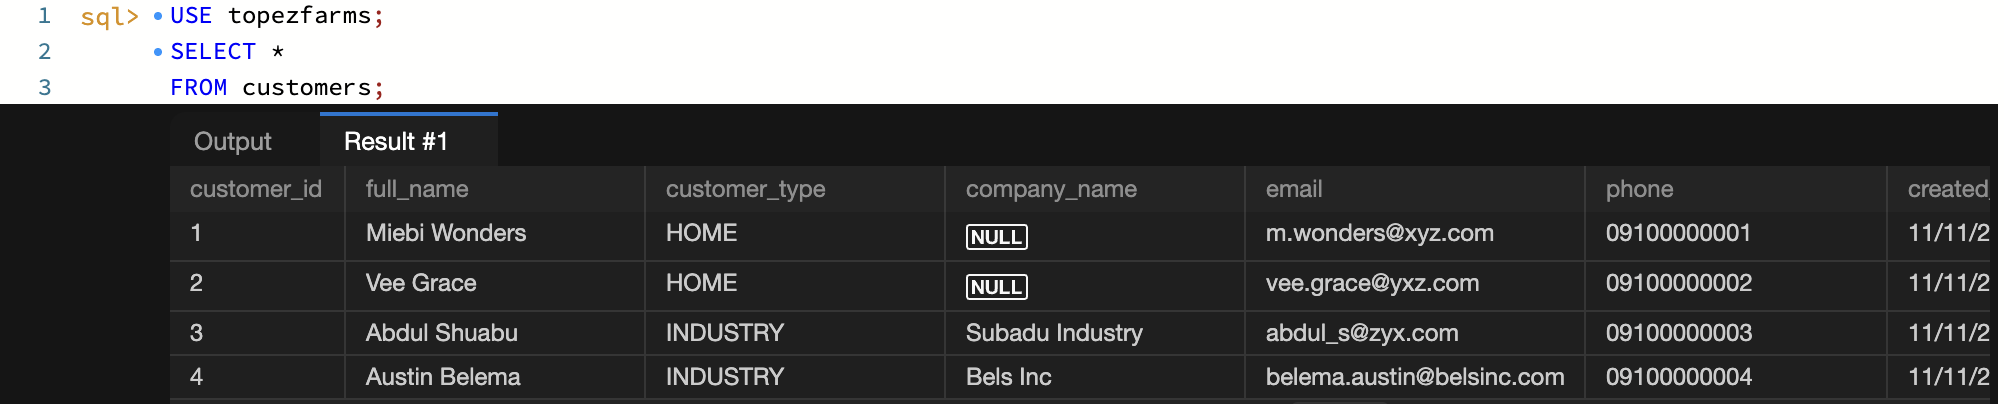 1 sql> USE topezfarms;
2 SELECT *
3 FROM customers;
Output Result #1
customer_id full_name customer_type company_name email phone created_
1 Miebi Wonders HOME NULL m.wonders@xyz.com 09100000001 11/11/2
2 Vee Grace HOME NULL vee.grace@yxz.com 09100000002 11/11/2
3 Abdul Shuabu INDUSTRY Subadu Industry abdul_s@zyx.com 09100000003 11/11/2
4 Austin Belema INDUSTRY Bels Inc belema.austin@belsinc.com 09100000004 11/11/2